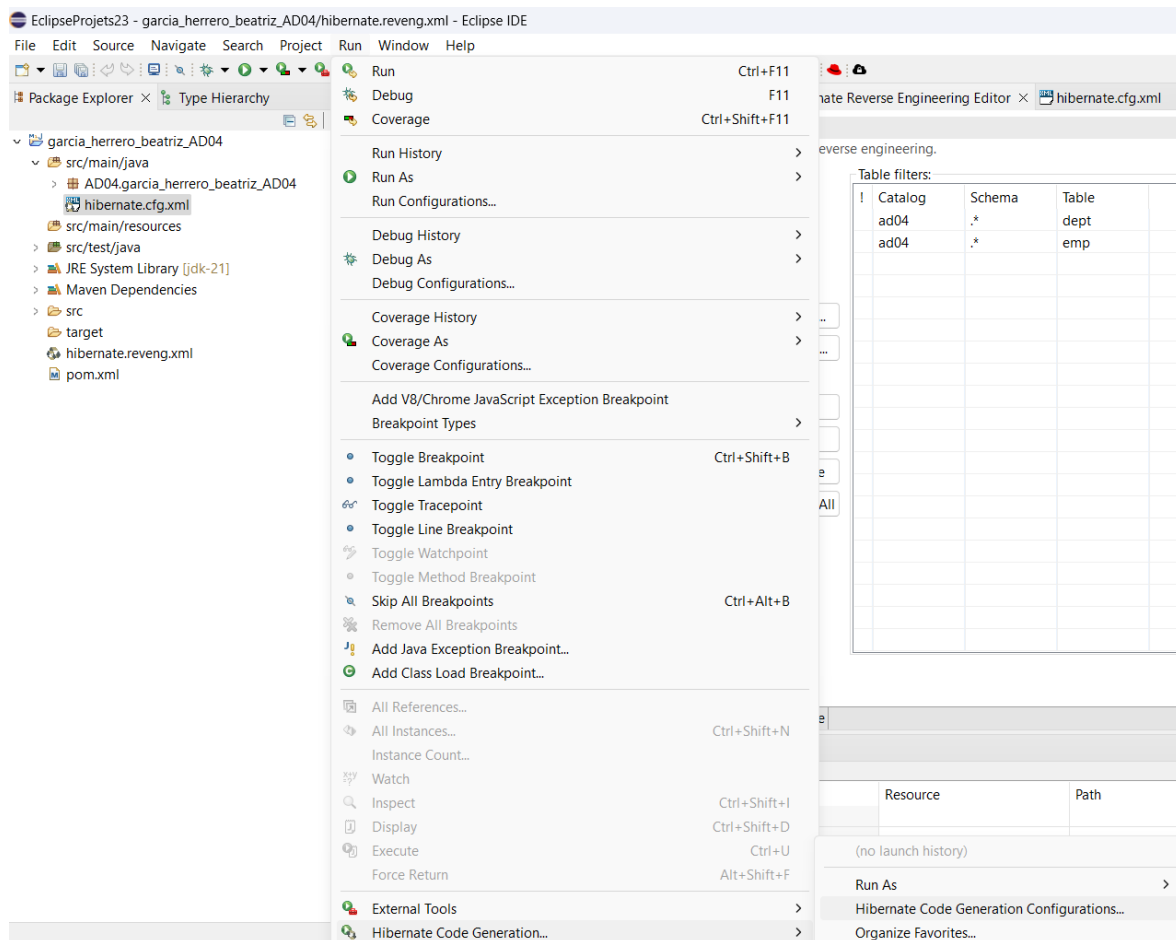 EclipseProjets23 - garcia_herrero_beatriz_AD04/hibernate.reveng.xml - Eclipse IDE
File Edit Source Navigate Search Project Run Window Help
Package Explorer Type Hierarchy
nate Reverse Engineering Editor hibernate.cfg.xml
garcia_herrero_beatriz_AD04
src/main/java
AD04.garcia_herrero_beatriz_AD04
hibernate.cfg.xml
src/main/resources
src/test/java
JRE System Library [jdk-21]
Maven Dependencies
src
target
hibernate.reveng.xml
pom.xml
Run Ctrl+F11
Debug F11
Coverage Ctrl+Shift+F11
Run History
Run As
Run Configurations...
Debug History
Debug As
Debug Configurations...
Coverage History
Coverage As
Coverage Configurations...
Add V8/Chrome JavaScript Exception Breakpoint
Breakpoint Types
Toggle Breakpoint Ctrl+Shift+B
Toggle Lambda Entry Breakpoint
Toggle Tracepoint
Toggle Line Breakpoint
Toggle Watchpoint
Toggle Method Breakpoint
Skip All Breakpoints Ctrl+Alt+B
Remove All Breakpoints
Add Java Exception Breakpoint...
Add Class Load Breakpoint...
All References...
All Instances... Ctrl+Shift+N
Instance Count...
Watch
Inspect Ctrl+Shift+I
Display Ctrl+Shift+D
Execute Ctrl+U
Force Return Alt+Shift+F
External Tools
Hibernate Code Generation...
everse engineering.
Table filters:
! Catalog Schema Table
ad04 .* dept
ad04 .* emp
..
...
e
All
e
Resource Path
(no launch history)
Run As
Hibernate Code Generation Configurations...
Organize Favorites...